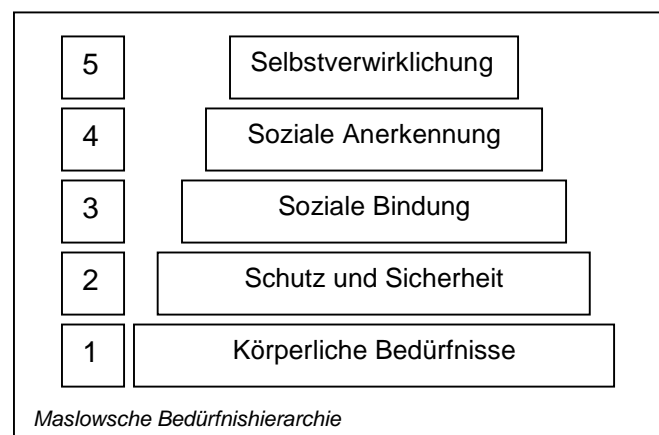 5 Selbstverwirklichung
4 Soziale Anerkennung
3 Soziale Bindung
2 Schutz und Sicherheit
1 Körperliche Bedürfnisse
Maslowsche Bedürfnishierarchie